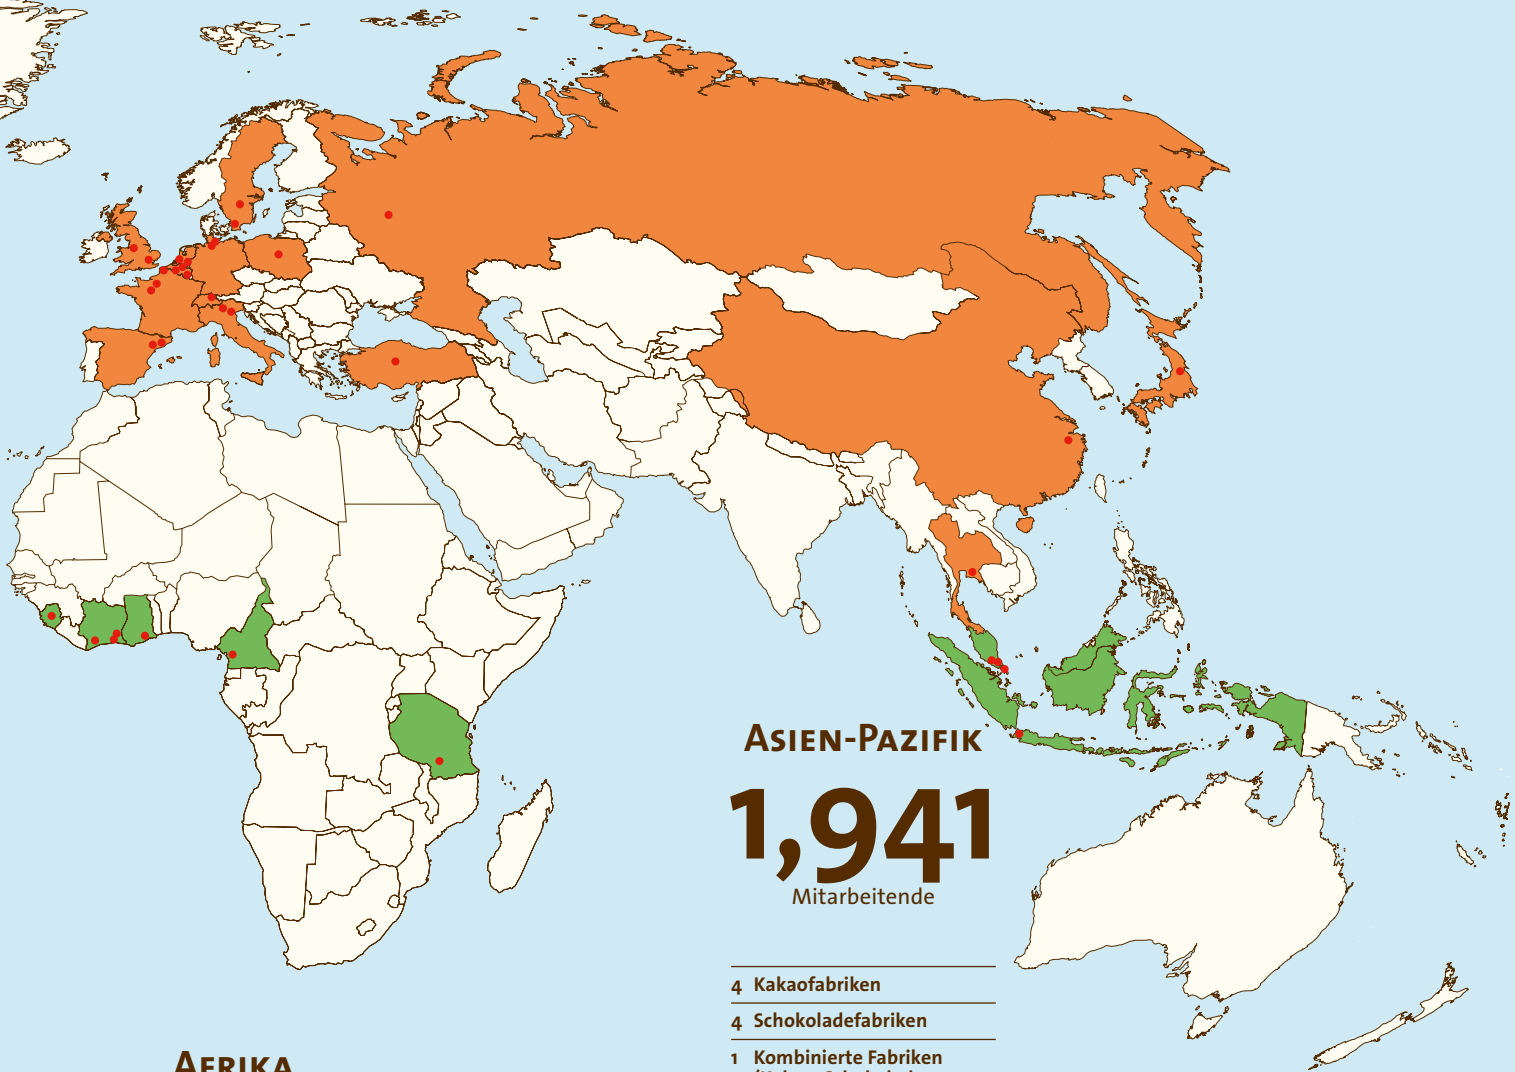 Asien-Pazifik
1,941
Mitarbeitende
4 Kakaofabriken
4 Schokoladefabriken
1 Kombinierte Fabriken
Afrika